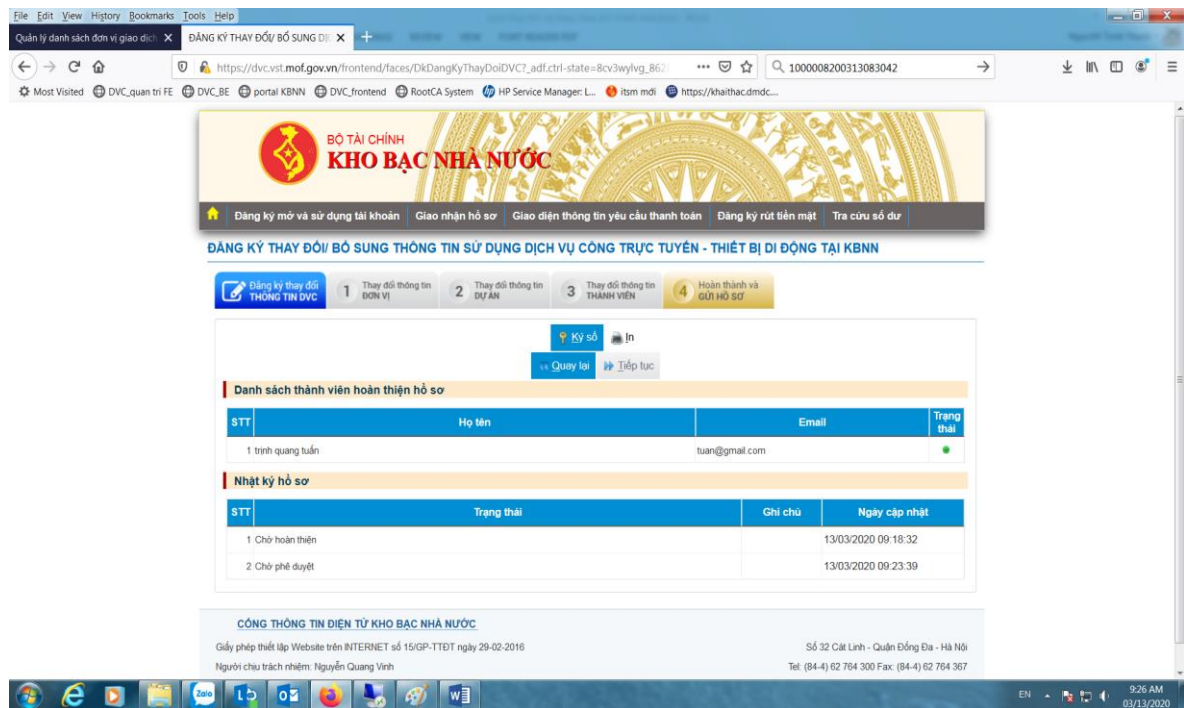 File Edit View History Bookmarks Tools Help
Quản lý danh sách đơn vị giao dịch
ĐĂNG KÝ THAY ĐỔI/ BỔ SUNG
https://dvc.vst.mof.gov.vn/frontend/faces/DkDangKyThayDoiDVC?_adf.ctrl-state=8cv3wylvg_862
1000008200313083042
Most Visited DVC_quan tri FE DVC_BE portal KBNN DVC_frontend RootCA System HP Service Manager: L... itsm mới https://khaithac.dmdc....
BỘ TÀI CHÍNH
KHO BẠC NHÀ NƯỚC
Đăng ký mở và sử dụng tài khoản Giao nhận hồ sơ Giao diện thông tin yêu cầu thanh toán Đăng ký rút tiền mặt Tra cứu số dư
ĐĂNG KÝ THAY ĐỔI/ BỔ SUNG THÔNG TIN SỬ DỤNG DỊCH VỤ CÔNG TRỰC TUYẾN - THIẾT BỊ DI ĐỘNG TẠI KBNN
Đăng ký thay đổi
THÔNG TIN DVC
1 Thay đổi thông tin
ĐƠN VỊ
2 Thay đổi thông tin
DỰ ÁN
3 Thay đổi thông tin
THÀNH VIÊN
4 Hoàn thành và
GỬI HỒ SƠ
Ký số In
Quay lại Tiếp tục
Danh sách thành viên hoàn thiện hồ sơ
STT Họ tên Email Trạng thái
1 trịnh quang tuấn tuan@gmail.com
Nhật ký hồ sơ
STT Trạng thái Ghi chú Ngày cập nhật
1 Chờ hoàn thiện 13/03/2020 09:18:32
2 Chờ phê duyệt 13/03/2020 09:23:39
CỔNG THÔNG TIN ĐIỆN TỬ KHO BẠC NHÀ NƯỚC
Giấy phép thiết lập Website trên INTERNET số 15/GP-TTĐT ngày 29-02-2016 Số 32 Cát Linh - Quận Đống Đa - Hà Nội
Người chịu trách nhiệm: Nguyễn Quang Vinh Tel: (84-4) 62 764 300 Fax: (84-4) 62 764 367
Zalo
EN 9:26 AM
03/13/2020